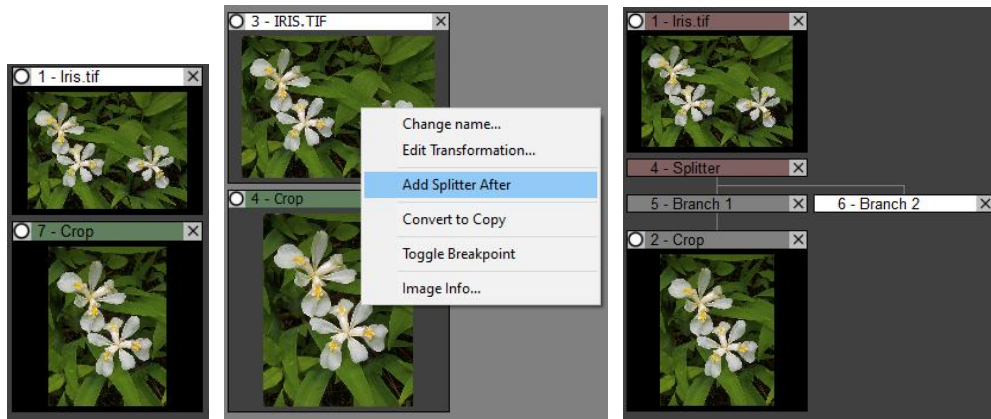 1 - Iris.tif
7 - Crop
3 - IRIS.TIF
4 - Crop
Change name...
Edit Transformation...
Add Splitter After
Convert to Copy
Toggle Breakpoint
Image Info...
1 - Iris.tif
4 - Splitter
5 - Branch 1
6 - Branch 2
2 - Crop